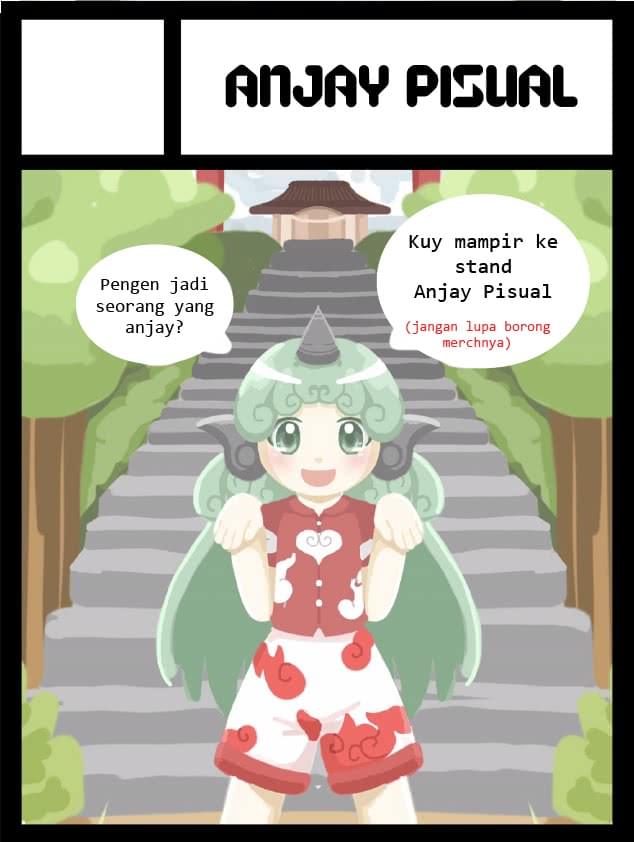 ANJAY PISUAL
Pengen jadi
seorang yang
anjay?
Kuy mampir ke
stand
Anjay Pisual
(jangan lupa borong
merchnya)